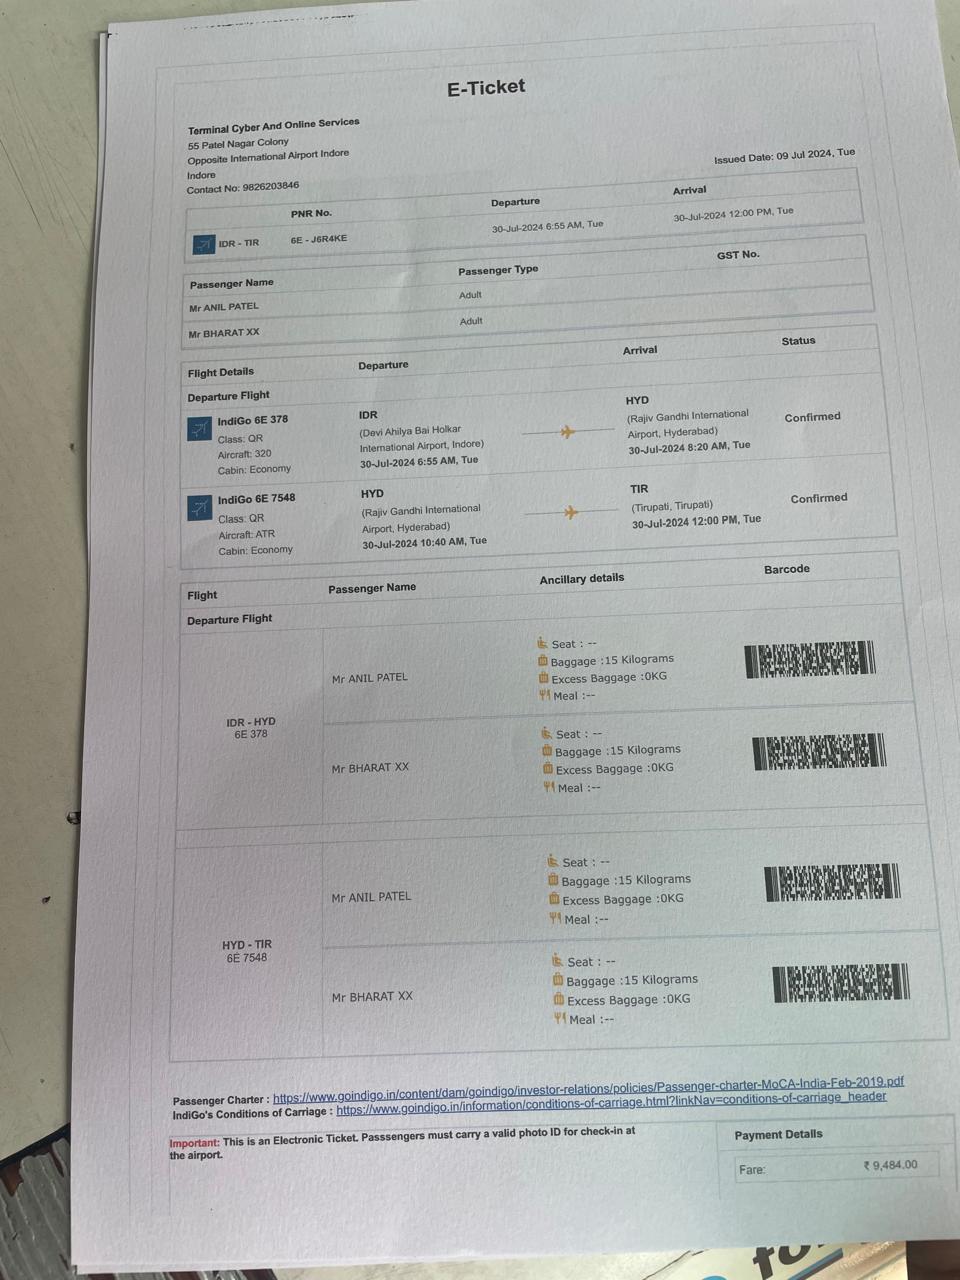 E-Ticket
Terminal Cyber And Online Services
55 Patel Nagar Colony
Opposite International Airport Indore
Indore
Contact No: 9826203846
Issued Date: 09 Jul 2024, Tue
PNR No. Departure Arrival
IDR - TIR 6E - J6R4KE 30-Jul-2024 6:55 AM, Tue 30-Jul-2024 12:00 PM, Tue
Passenger Name Passenger Type GST No.
Mr ANIL PATEL Adult
Mr BHARAT XX Adult
Flight Details Departure Arrival Status
Departure Flight
IndiGo 6E 378 IDR HYD
Class: QR (Devi Ahilya Bai Holkar (Rajiv Gandhi International Confirmed
Aircraft: 320 International Airport, Indore) Airport, Hyderabad)
Cabin: Economy 30-Jul-2024 6:55 AM, Tue 30-Jul-2024 8:20 AM, Tue
IndiGo 6E 7548 HYD TIR
Class: QR (Rajiv Gandhi International (Tirupati, Tirupati) Confirmed
Aircraft: ATR Airport, Hyderabad) 30-Jul-2024 12:00 PM, Tue
Cabin: Economy 30-Jul-2024 10:40 AM, Tue
Flight Passenger Name Ancillary details Barcode
Departure Flight
IDR - HYD
6E 378
Mr ANIL PATEL
Seat : --
Baggage :15 Kilograms
Excess Baggage :0KG
Meal :--
Mr BHARAT XX
Seat : --
Baggage :15 Kilograms
Excess Baggage :0KG
Meal :--
HYD - TIR
6E 7548
Mr ANIL PATEL
Seat : --
Baggage :15 Kilograms
Excess Baggage :0KG
Meal :--
Mr BHARAT XX
Seat : --
Baggage :15 Kilograms
Excess Baggage :0KG
Meal :--
Passenger Charter : https://www.goindigo.in/content/dam/goindigo/investor-relations/policies/Passenger-charter-MoCA-India-Feb-2019.pdf
IndiGo's Conditions of Carriage : https://www.goindigo.in/information/conditions-of-carriage.html?linkNav=conditions-of-carriage_header
Important: This is an Electronic Ticket. Passsengers must carry a valid photo ID for check-in at
the airport.
Payment Details
Fare: ₹ 9,484.00